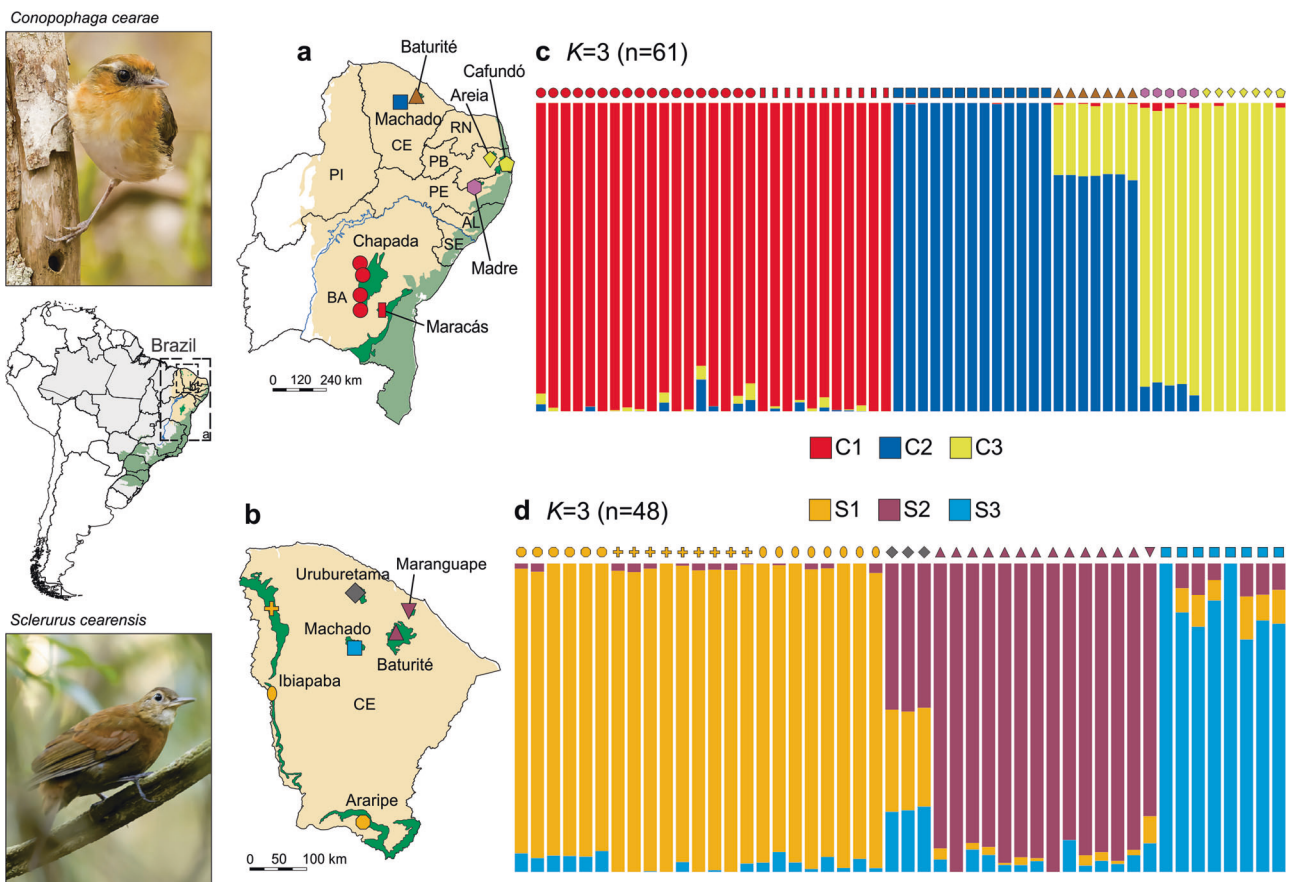 Conopophaga cearae
a
Baturité
Cafundó
Areia
Machado
CE
RN
PB
PI
PE
AL
SE
Chapada
Madre
BA
Maracás
0 120 240 km
c K=3 (n=61)
C1 C2 C3
Brazil
a
Sclerurus cearensis
b
Maranguape
Uruburetama
Machado
Baturité
Ibiapaba
CE
Araripe
0 50 100 km
S1 S2 S3
d K=3 (n=48)